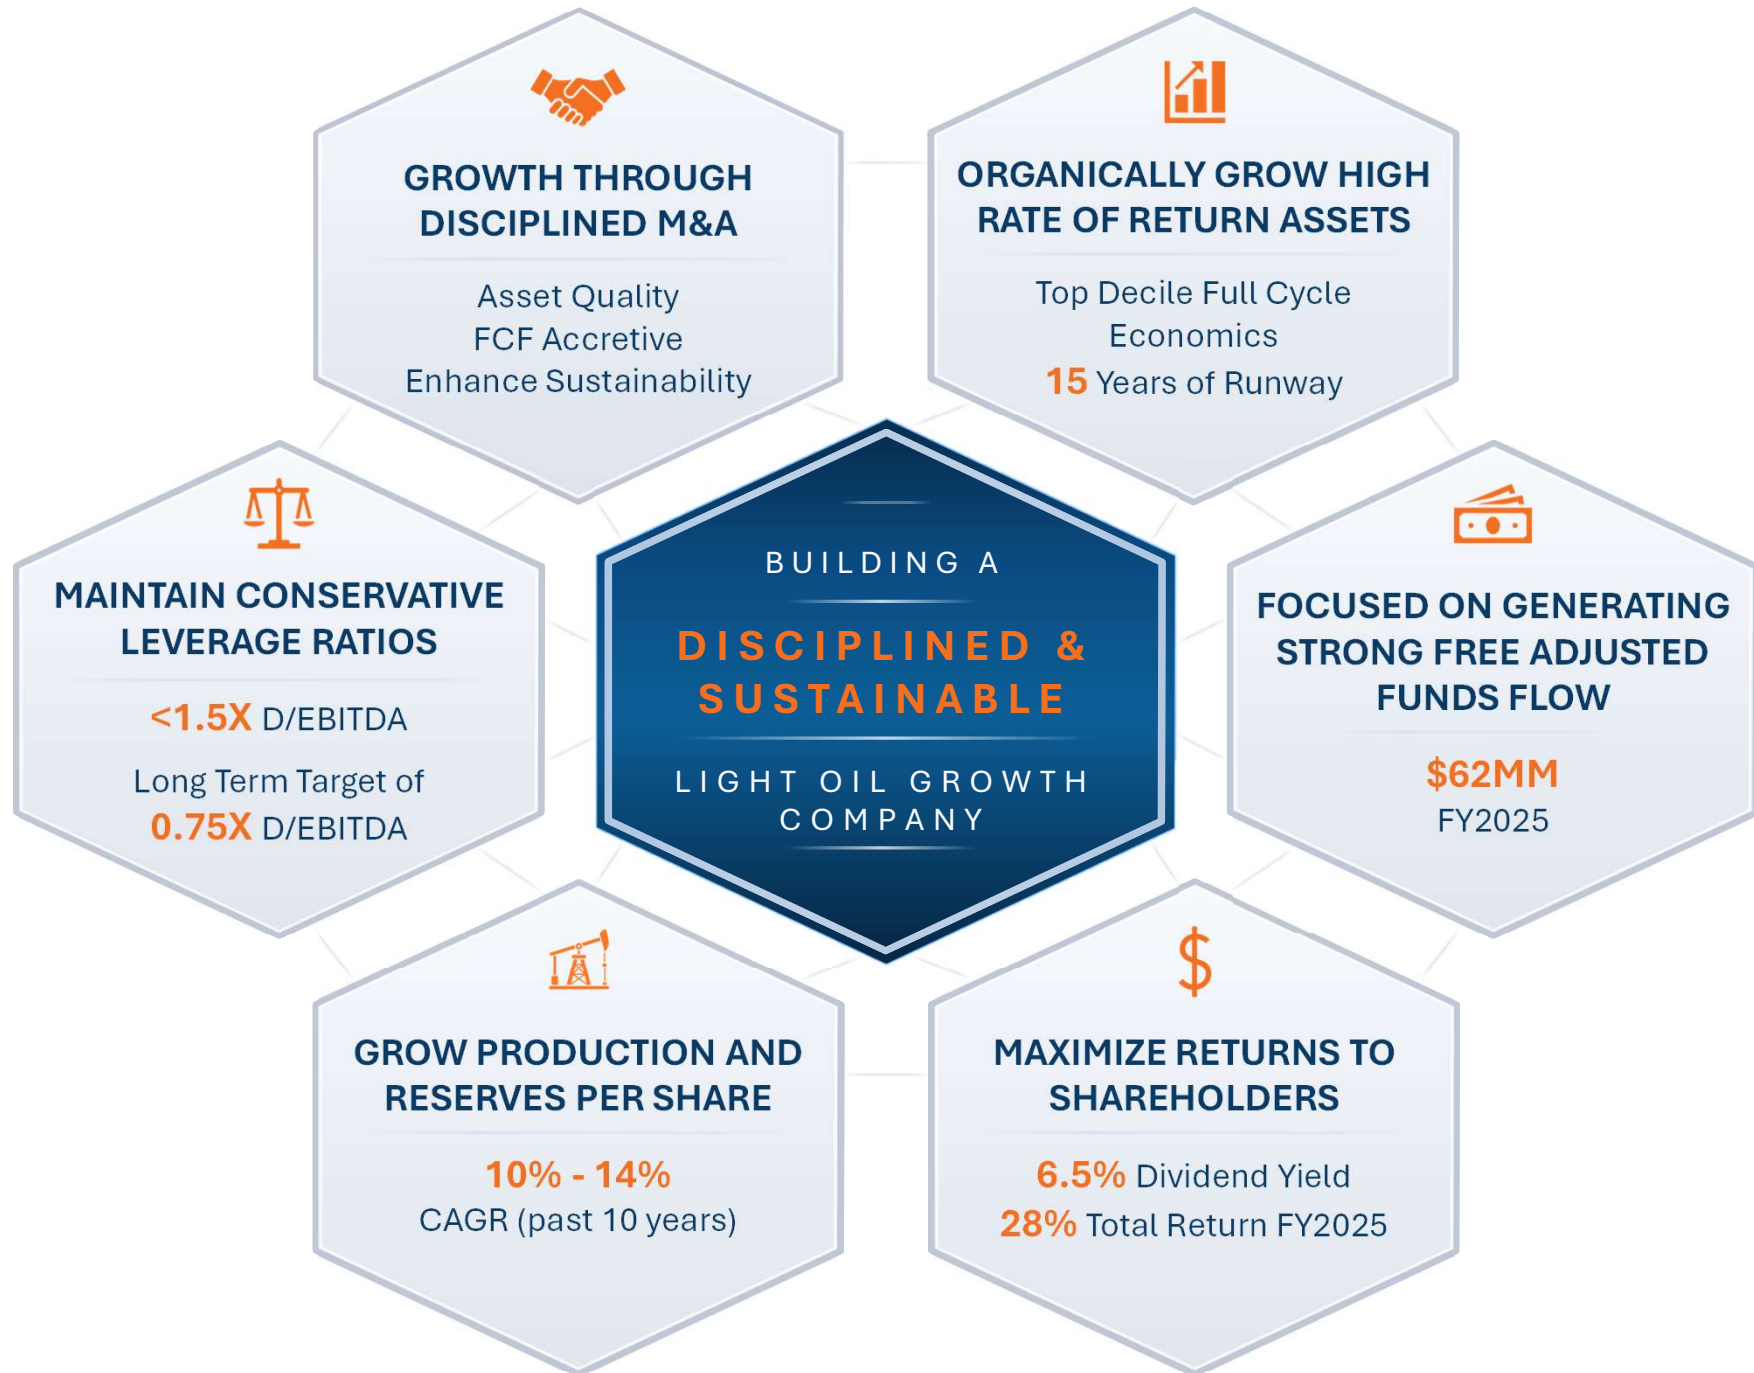 GROWTH THROUGH
DISCIPLINED M&A
Asset Quality
FCF Accretive
Enhance Sustainability
ORGANICALLY GROW HIGH
RATE OF RETURN ASSETS
Top Decile Full Cycle
Economics
15 Years of Runway
MAINTAIN CONSERVATIVE
LEVERAGE RATIOS
<1.5X D/EBITDA
Long Term Target of
0.75X D/EBITDA
BUILDING A
DISCIPLINED &
SUSTAINABLE
LIGHT OIL GROWTH
COMPANY
FOCUSED ON GENERATING
STRONG FREE ADJUSTED
FUNDS FLOW
$62MM
FY2025
GROW PRODUCTION AND
RESERVES PER SHARE
10% - 14%
CAGR (past 10 years)
MAXIMIZE RETURNS TO
SHAREHOLDERS
6.5% Dividend Yield
28% Total Return FY2025